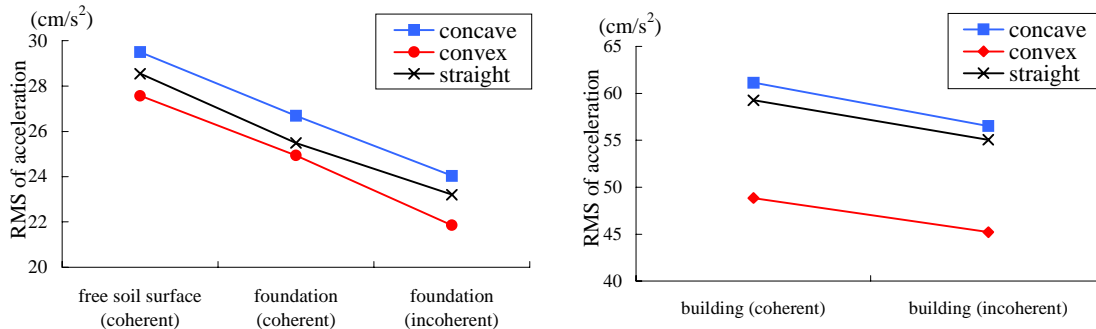 (cm/s2)
RMS of acceleration
30
28
26
24
22
20
concave
convex
straight
free soil surface
(coherent)
foundation
(coherent)
foundation
(incoherent)
(cm/s2)
RMS of acceleration
65
60
55
50
45
40
concave
convex
straight
building (coherent)
building (incoherent)